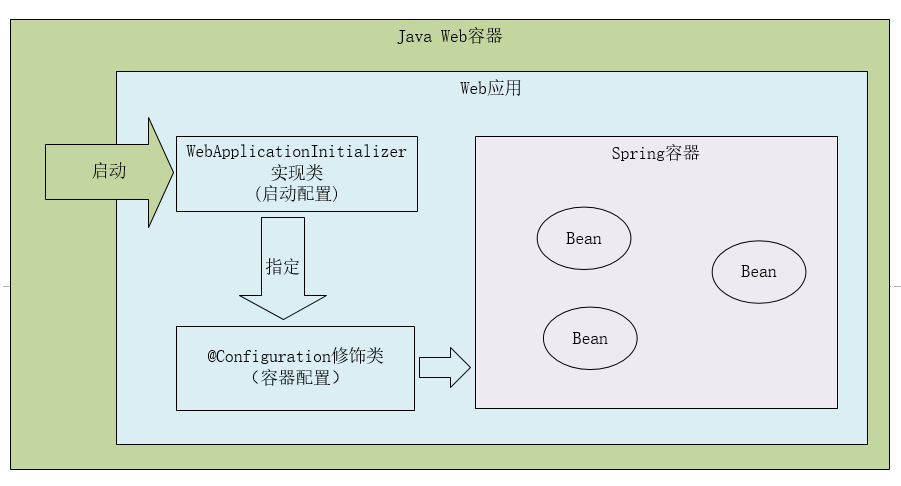 Java Web容器
Web应用
启动
WebApplicationInitializer
实现类
(启动配置)
指定
@Configuration修饰类
（容器配置）
Spring容器
Bean
Bean
Bean